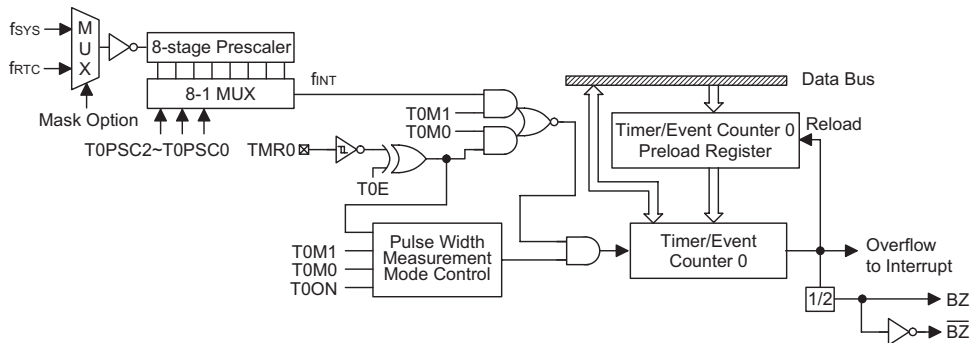 fSYS
fRTC
M
U
X
Mask Option
8-stage Prescaler
8-1 MUX
T0PSC2~T0PSC0
fINT
T0M1
T0M0
TMR0
T0E
T0M1
T0M0
T0ON
Pulse Width
Measurement
Mode Control
Data Bus
Timer/Event Counter 0
Preload Register
Reload
Timer/Event
Counter 0
Overflow
to Interrupt
1/2
BZ
B̅Z̅